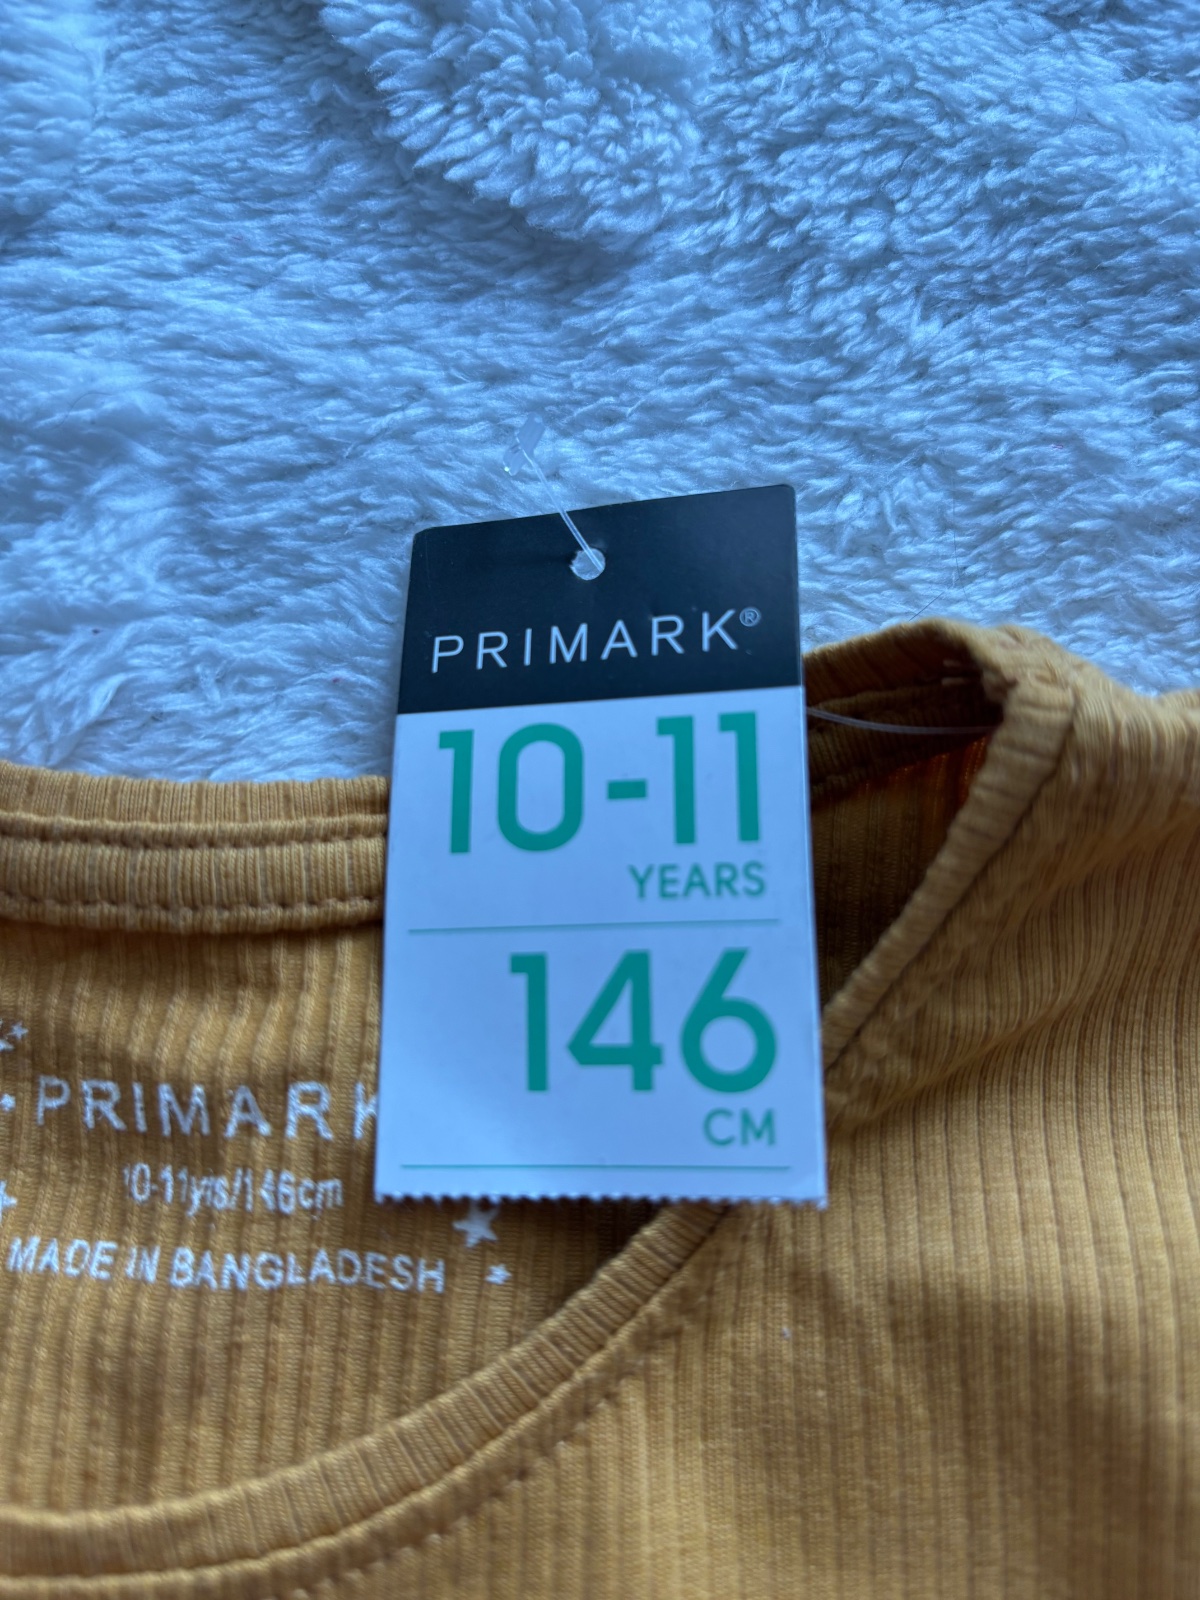 PRIMARK®
10-11
YEARS
146
CM
PRIMARK
10-11yrs/146cm
MADE IN BANGLADESH